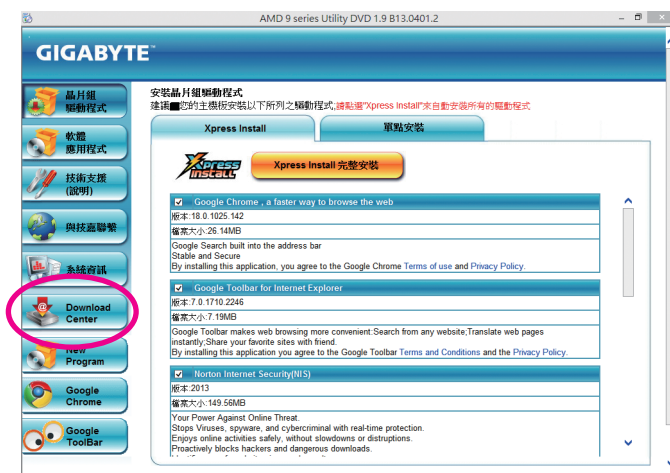 AMD 9 series Utility DVD 1.9 B13.0401.2
GIGABYTE™
晶片組
驅動程式
軟體
應用程式
技術支援
(說明)
與技嘉聯繫
系統資訊
Download
Center
New
Program
Google
Chrome
Google
ToolBar
安裝晶片組驅動程式
建議■您的主機板安裝以下所列之驅動程式;請點選"Xpress Install"來自動安裝所有的驅動程式
Xpress Install
單點安裝
Xpress
INSTALL
Xpress Install 完整安裝
Google Chrome , a faster way to browse the web
版本:18.0.1025.142
檔案大小:26.14MB
Google Search built into the address bar
Stable and Secure
By installing this application, you agree to the Google Chrome Terms of use and Privacy Policy.
Google Toolbar for Internet Explorer
版本:7.0.1710.2246
檔案大小:7.19MB
Google Toolbar makes web browsing more convenient:Search from any website;Translate web pages
instantly;Share your favorite sites with friend.
By installing this application you agree to the Google Toolbar Terms and Conditions and the Privacy Policy.
Norton Internet Security(NIS)
版本:2013
檔案大小:149.56MB
Your Power Against Online Threat.
Stops Viruses, spyware, and cybercriminal with real-time protection.
Enjoys online activities safely, without slowdowns or distruptions.
Proactively blocks hackers and dangerous downloads.